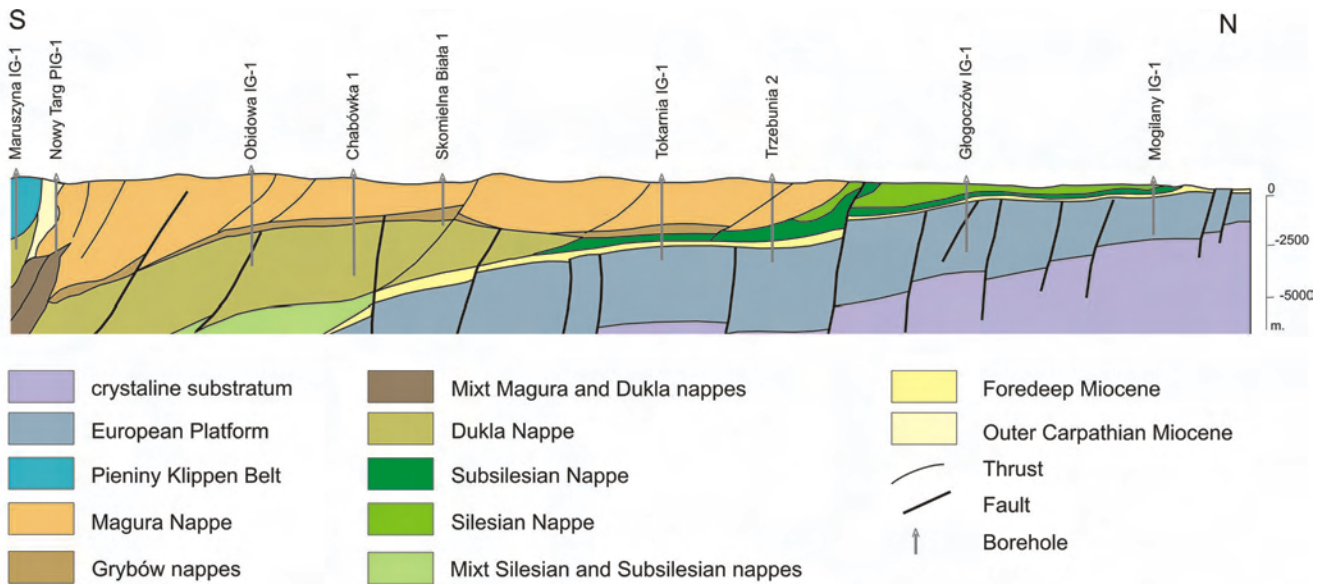 S
N
Maruszyna IG-1
Nowy Targ PIG-1
Obidowa IG-1
Chabówka 1
Skomielna Biała 1
Tokarnia IG-1
Trzebunia 2
Głogoczów IG-1
Mogilany IG-1
0
-2500
-5000
m.
crystaline substratum
European Platform
Pieniny Klippen Belt
Magura Nappe
Grybów nappes
Mixt Magura and Dukla nappes
Dukla Nappe
Subsilesian Nappe
Silesian Nappe
Mixt Silesian and Subsilesian nappes
Foredeep Miocene
Outer Carpathian Miocene
Thrust
Fault
Borehole